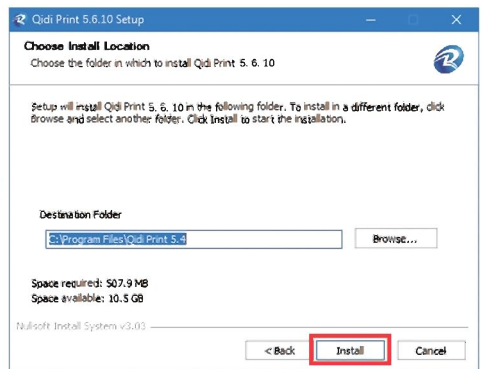 Qidi Print 5.6.10 Setup
Choose Install Location
Choose the folder in which to install Qidi Print 5. 6. 10
Setup will install Qidi Print 5. 6. 10 in the following folder. To install in a different folder, click
Browse and select another folder. Click Install to start the installation.
Destination Folder
C:\Program Files\Qidi Print 5.4
Browse...
Space required: 507.9 MB
Space available: 10.5 GB
Nullsoft Install System v3.03
< Back
Install
Cancel